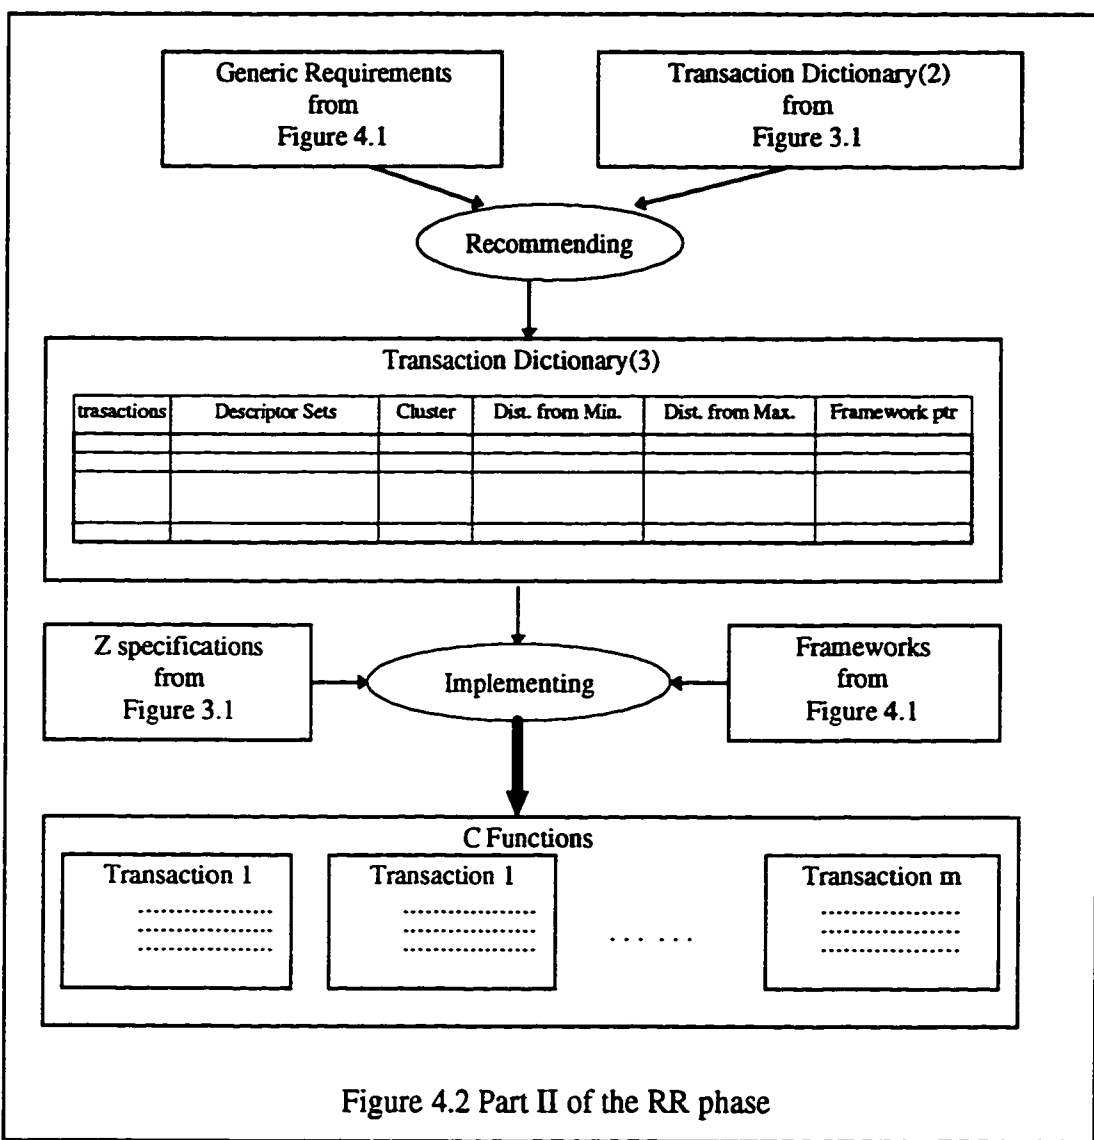 Generic Requirements
from
Figure 4.1
Transaction Dictionary(2)
from
Figure 3.1
Recommending
Transaction Dictionary(3)
trasactions Descriptor Sets Cluster Dist. from Min. Dist. from Max. Framework ptr
Z specifications
from
Figure 3.1
Implementing
Frameworks
from
Figure 4.1
C Functions
Transaction 1
Transaction 1
Transaction m
Figure 4.2 Part II of the RR phase